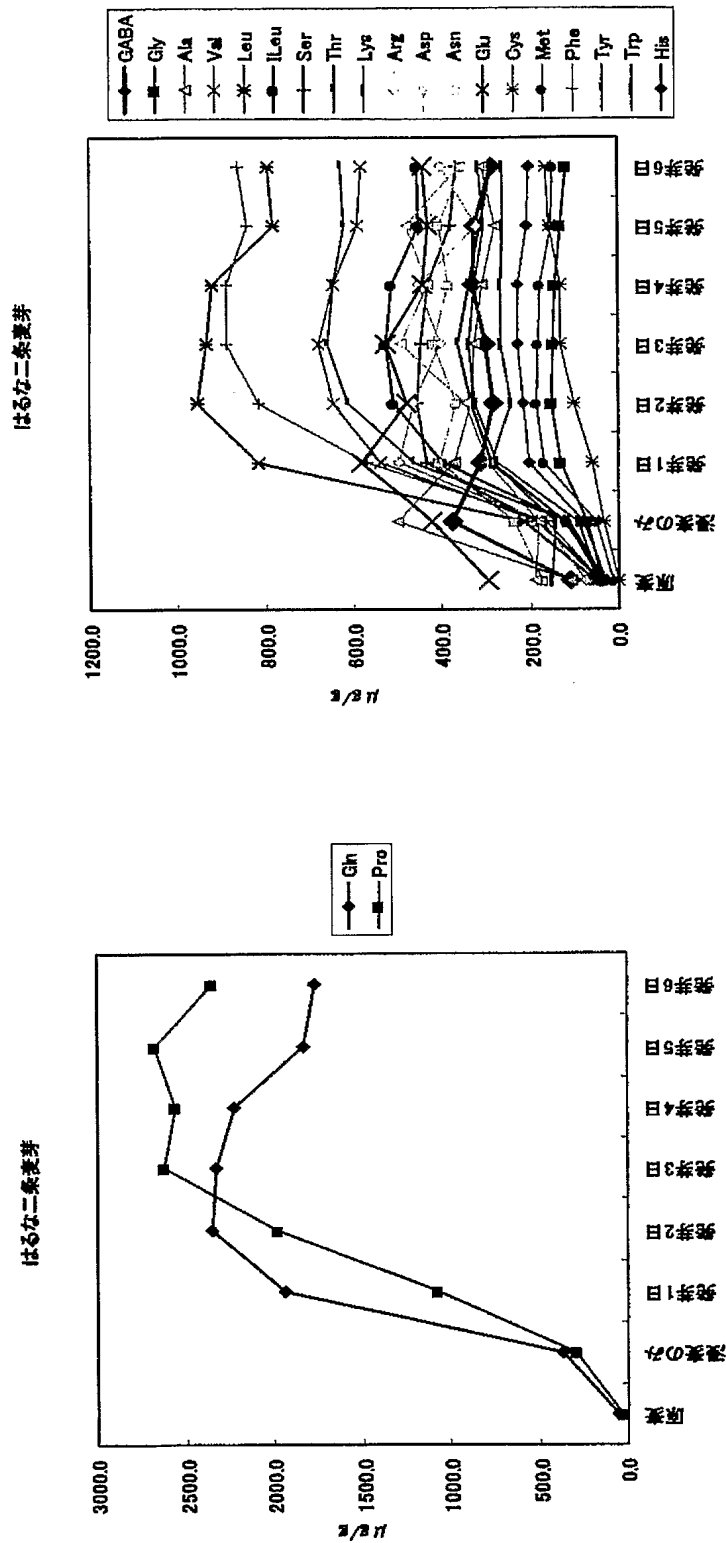 はるな二条麦芽
3000.0
2500.0
2000.0
1500.0
1000.0
500.0
0.0
μg/g
原麦
浸麦のみ
発芽1日
発芽2日
発芽3日
発芽4日
発芽5日
発芽6日
Gln
Pro
はるな二条麦芽
1200.0
1000.0
800.0
600.0
400.0
200.0
0.0
μg/g
原麦
浸麦のみ
発芽1日
発芽2日
発芽3日
発芽4日
発芽5日
発芽6日
GABA
Gly
Ala
Val
Leu
ILeu
Ser
Thr
Lys
Arg
Asp
Asn
Glu
Cys
Met
Phe
Tyr
Trp
His